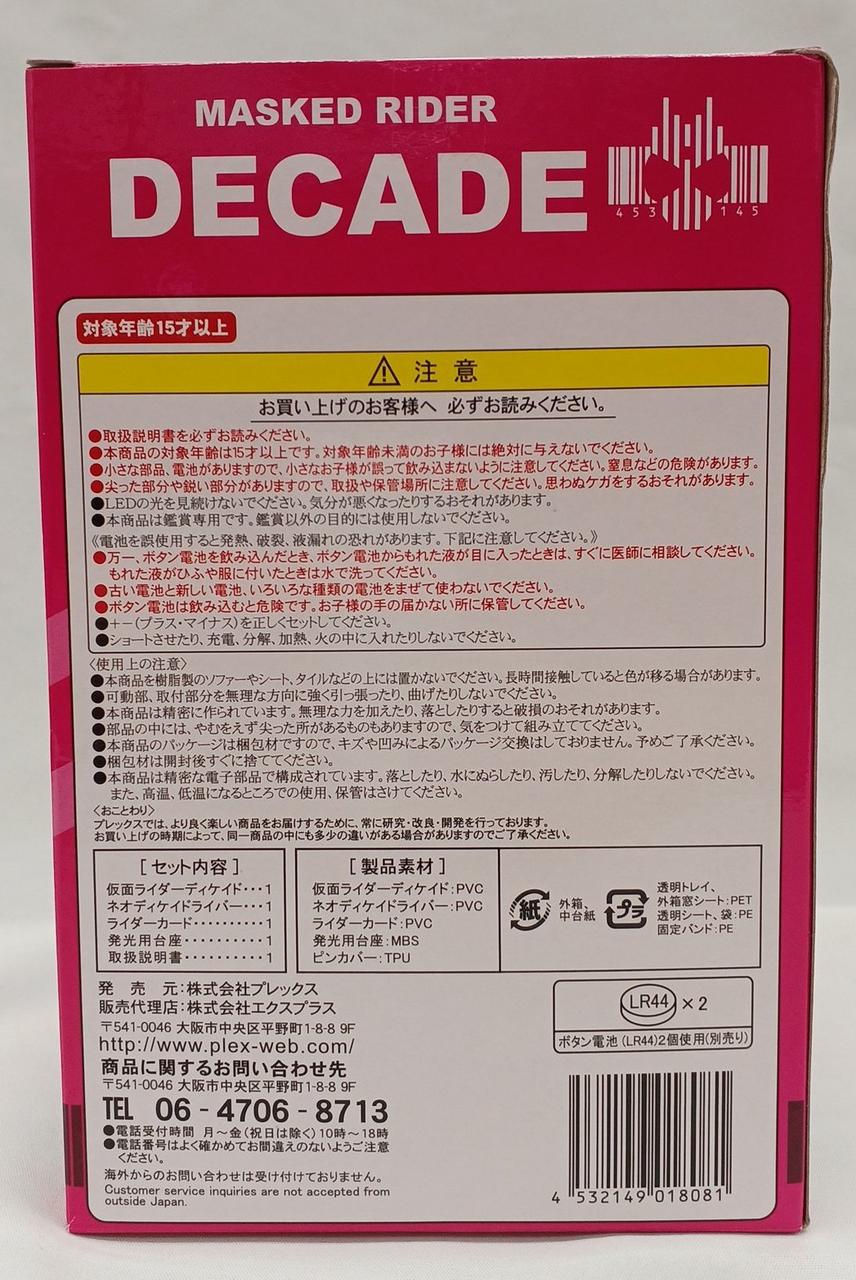 MASKED RIDER
DECADE
453 145
対象年齢15才以上
注意
お買い上げのお客様へ 必ずお読みください。
●取扱説明書を必ずお読みください。
●本商品の対象年齢は15才以上です。対象年齢未満のお子様には絶対に与えないでください。
●小さな部品、電池がありますので、小さなお子様が誤って飲み込まないように注意してください。窒息などの危険があります。
●尖った部分や鋭い部分がありますので、取扱や保管場所に注意してください。思わぬケガをするおそれがあります。
●LEDの光を見続けないでください。気分が悪くなったりするおそれがあります。
●本商品は鑑賞専用です。鑑賞以外の目的には使用しないでください。
《電池を誤使用すると発熱、破裂、液漏れの恐れがあります。下記に注意してください。》
●万一、ボタン電池を飲み込んだとき、ボタン電池からもれた液が目に入ったときは、すぐに医師に相談してください。
もれた液がひふや服に付いたときは水で洗ってください。
●古い電池と新しい電池、いろいろな種類の電池をまぜて使わないでください。
●ボタン電池は飲み込むと危険です。お子様の手の届かない所に保管してください。
●+−(プラス・マイナス)を正しくセットしてください。
●ショートさせたり、充電、分解、加熱、火の中に入れたりしないでください。
〈使用上の注意〉
●本商品を樹脂製のソファーやシート、タイルなどの上には置かないでください。長時間接触していると色が移る場合があります。
●可動部、取付部分を無理な方向に強く引っ張ったり、曲げたりしないでください。
●本商品は精密に作られています。無理な力を加えたり、落としたりすると破損のおそれがあります。
●部品の中には、やむをえず尖った所があるものもありますので、気をつけて組み立ててください。
●本商品のパッケージは梱包材ですので、キズや凹みによるパッケージ交換はしておりません。予めご了承ください。
●梱包材は開封後すぐに捨ててください。
●本商品は精密な電子部品で構成されています。落としたり、水にぬらしたり、汚したり、分解したりしないでください。
また、高温、低温になるところでの使用、保管はさけてください。
〈おことわり〉
プレックスでは、より良く楽しい商品をお届けするために、常に研究・改良・開発を行っております。
お買い上げの時期によって、同一商品の中にも多少の違いがある場合がありますのでご了承ください。
[セット内容]
仮面ライダーディケイド・・・1
ネオディケイドライバー・・・1
ライダーカード・・・・・・・・・1
発光用台座・・・・・・・・・・1
取扱説明書・・・・・・・・・・1
[製品素材]
仮面ライダーディケイド:PVC
ネオディケイドライバー:PVC
ライダーカード:PVC
発光用台座:MBS
ピンカバー:TPU
紙
外箱、
中台紙
プラ
透明トレイ、
外箱窓シート:PET
透明シート、袋:PE
固定バンド:PE
発 売 元:株式会社プレックス
販売代理店:株式会社エクスプラス
〒541-0046 大阪市中央区平野町1-8-8 9F
http://www.plex-web.com/
商品に関するお問い合わせ先
〒541-0046 大阪市中央区平野町1-8-8 9F
TEL 06-4706-8713
●電話受付時間 月～金(祝日は除く)10時～18時
●電話番号はよく確かめてお間違えのないようご注意
ください。
海外からのお問い合わせは受け付けておりません。
Customer service inquiries are not accepted from
outside Japan.
LR44 ×2
ボタン電池(LR44)2個使用(別売り)
4 532149 018081